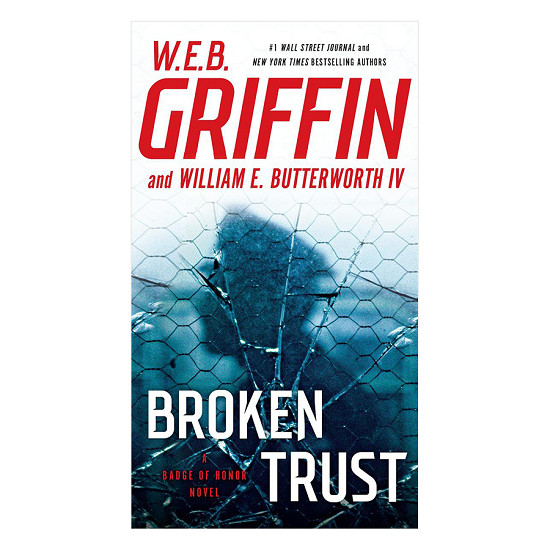 W.E.B.
#1 WALL STREET JOURNAL and
NEW YORK TIMES BESTSELLING AUTHORS
GRIFFIN
and WILLIAM E. BUTTERWORTH IV
BROKEN
TRUST
A
BADGE OF HONOR
NOVEL